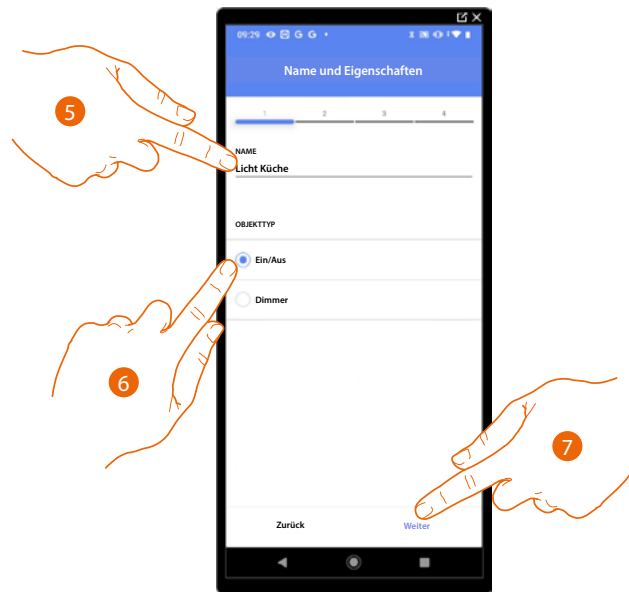 09:29 G G
Name und Eigenschaften
1 2 3 4
5
NAME
Licht Küche
OBJEKTTYP
Ein/Aus
Dimmer
6
7
Zurück Weiter